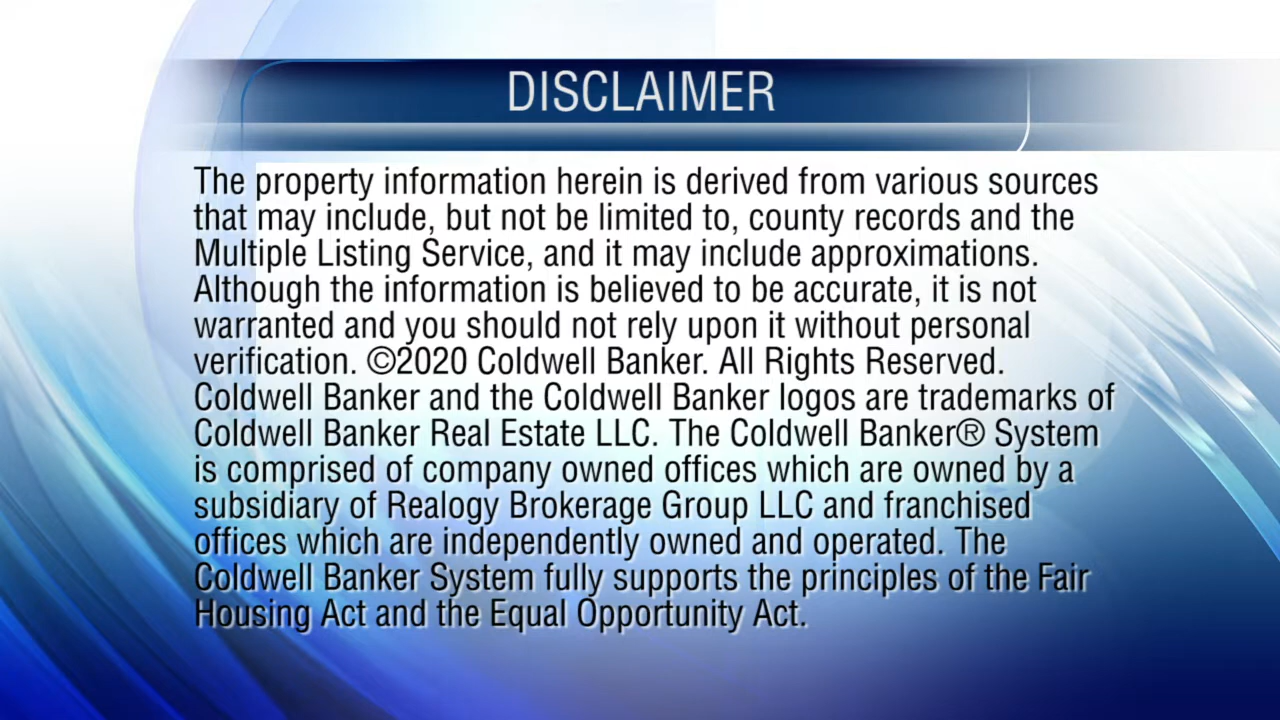 DISCLAIMER
The property information herein is derived from various sources
that may include, but not be limited to, county records and the
Multiple Listing Service, and it may include approximations.
Although the information is believed to be accurate, it is not
warranted and you should not rely upon it without personal
verification. ©2020 Coldwell Banker. All Rights Reserved.
Coldwell Banker and the Coldwell Banker logos are trademarks of
Coldwell Banker Real Estate LLC. The Coldwell Banker® System
is comprised of company owned offices which are owned by a
subsidiary of Realogy Brokerage Group LLC and franchised
offices which are independently owned and operated. The
Coldwell Banker System fully supports the principles of the Fair
Housing Act and the Equal Opportunity Act.